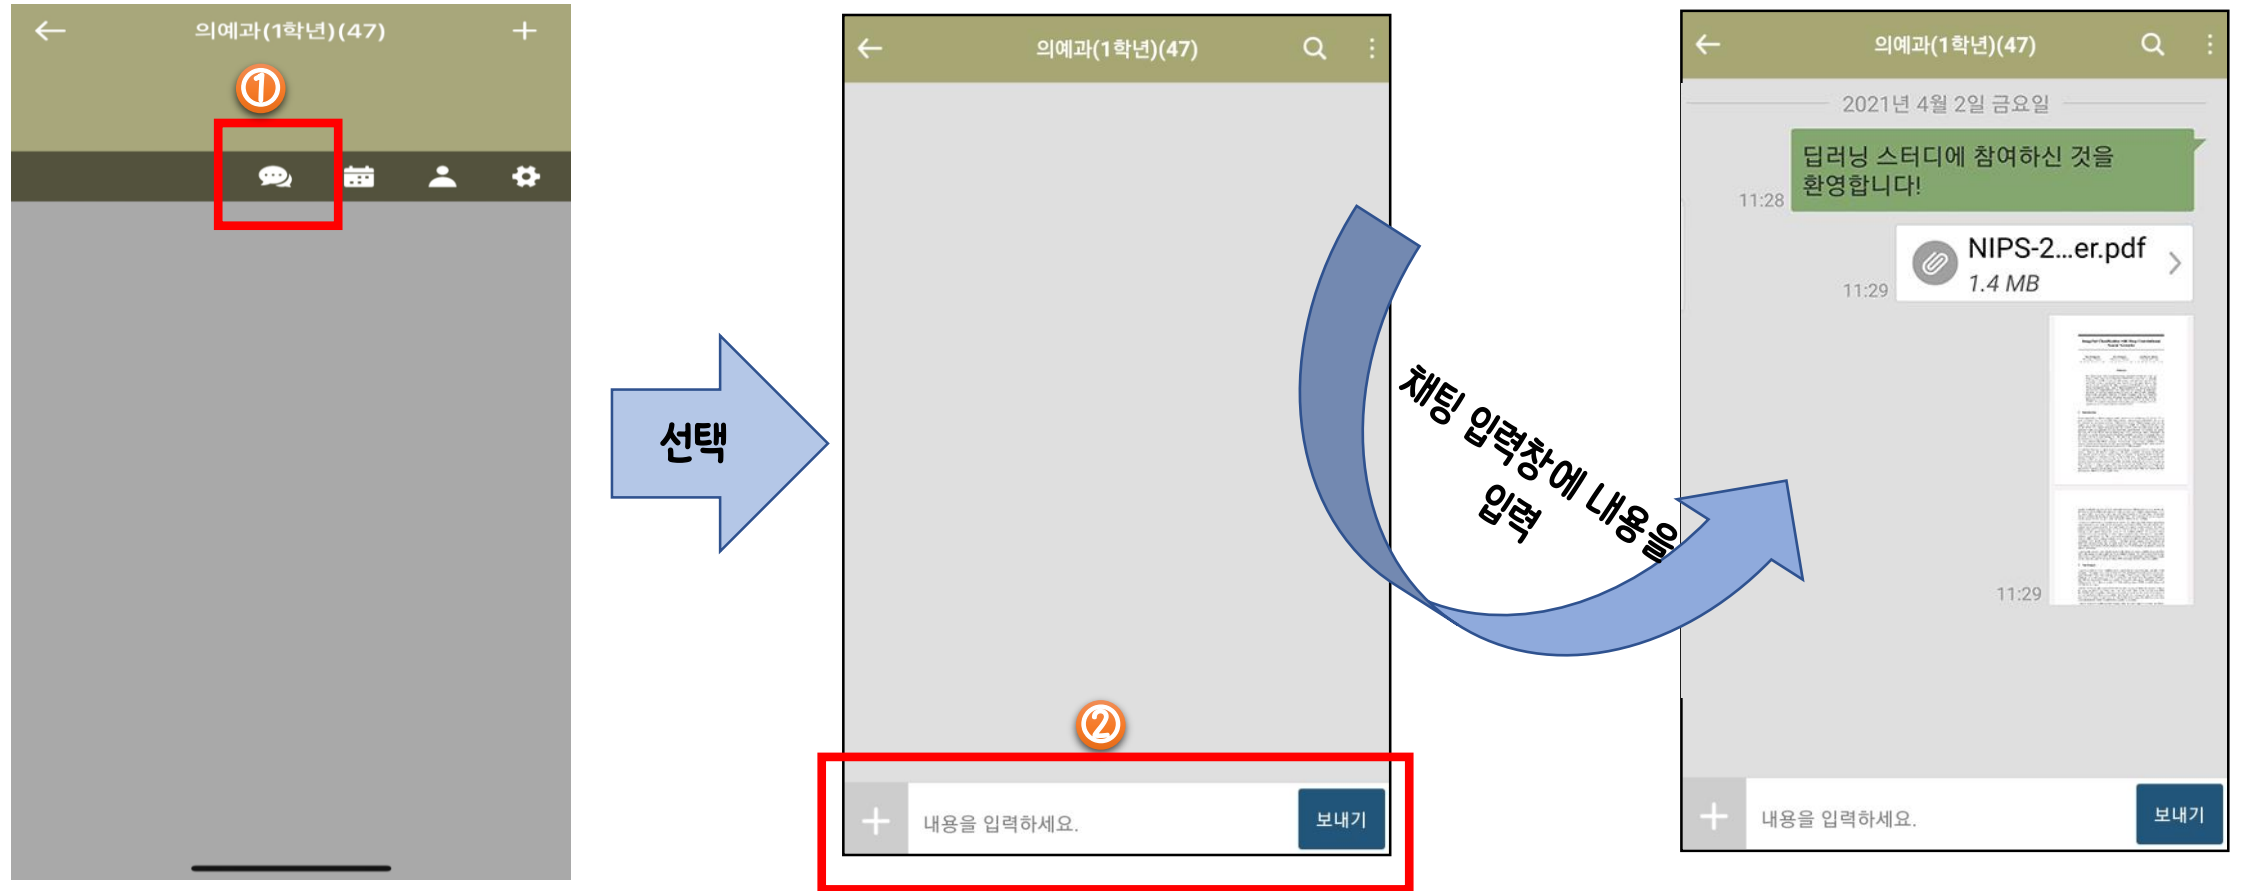 의예과(1학년)(47)
①
선택
의예과(1학년)(47)
②
내용을 입력하세요.
보내기
채팅 입력창에 내용을
입력
의예과(1학년)(47)
2021년 4월 2일 금요일
딥러닝 스터디에 참여하신 것을
환영합니다!
11:28
NIPS-2...er.pdf
1.4 MB
11:29
11:29
내용을 입력하세요.
보내기